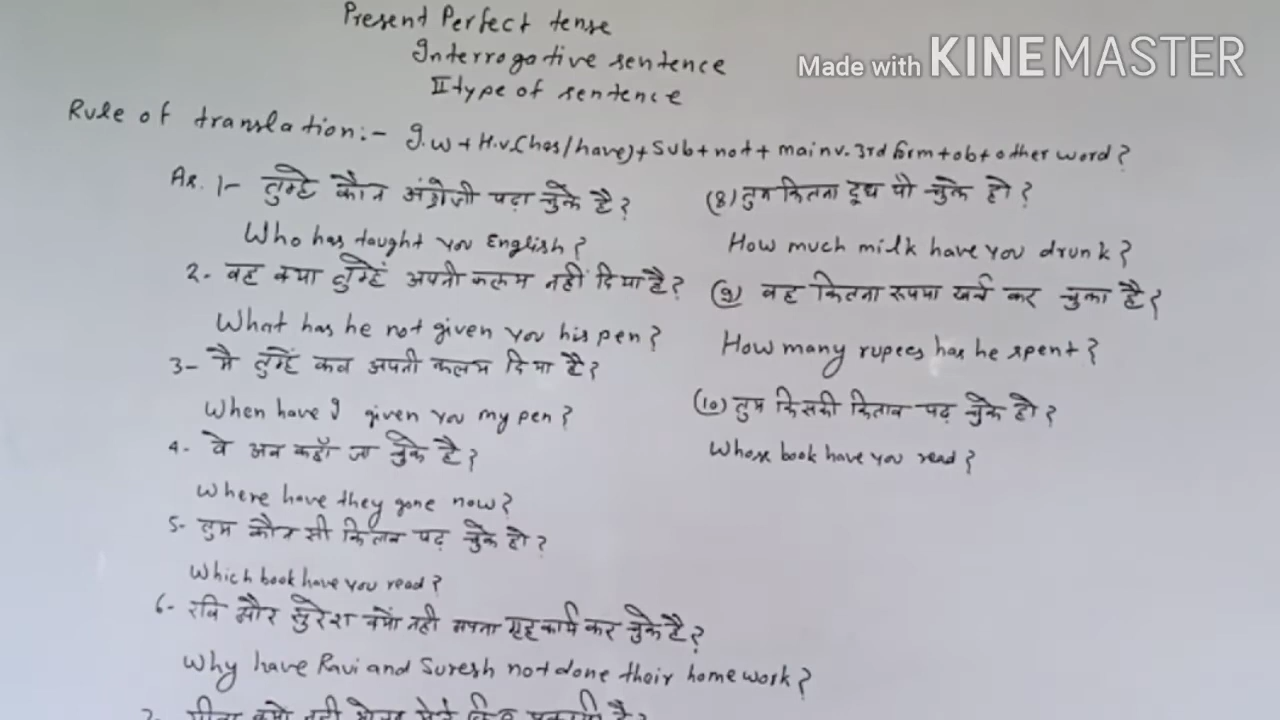 Present Perfect tense
Interrogative sentence
II type of sentence
Made with KINEMASTER
Rule of translation:- I.w + H.v.(has/have) + Sub + not + main v. 3rd form + ob + other word?
Ar. 1- तुम्हे कौन अंग्रेजी पढ़ा चुके है?
Who has taught you English?
2- वह क्या तुम्हें अपनी कलम नहीं दिया है?
What has he not given you his pen?
3- मै तुम्हें कब अपनी कलम दिया है?
When have I given you my pen?
4- वे अब कहाँ जा चुके है?
Where have they gone now?
5- तुम कौन सी किताब पढ़ चुके हो?
Which book have you read?
6- रवि और सुरेश क्यों नही अपना गृहकार्य कर चुके है?
Why have Ravi and Suresh not done their homework?
(8) तुम कितना दूध पी चुके हो?
How much milk have you drunk?
(9) वह कितना रूपया खर्च कर चुका है?
How many rupees has he spent?
(10) तुम किसकी किताब पढ़ चुके हो?
Whose book have you read?